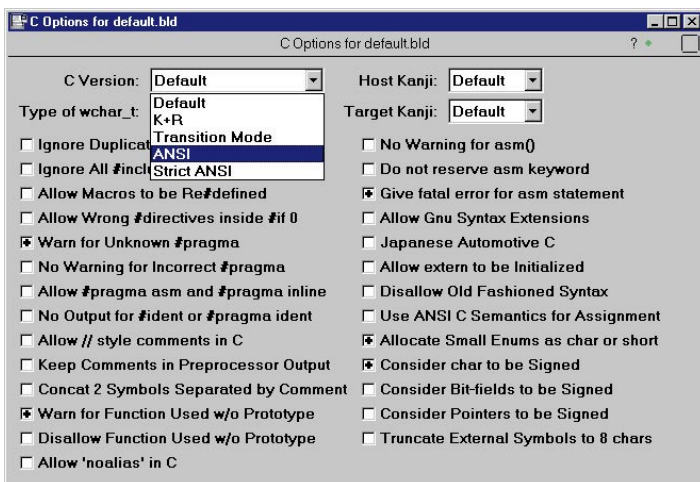 C Options for default.bld
C Options for default.bld ?
C Version: Default Host Kanji: Default
Type of wchar_t: Target Kanji: Default
Default
K+R
Transition Mode
ANSI
Strict ANSI
Ignore Duplicat
Ignore All #inclu
Allow Macros to be Re#defined
Allow Wrong #directives inside #if 0
Warn for Unknown #pragma
No Warning for Incorrect #pragma
Allow #pragma asm and #pragma inline
No Output for #ident or #pragma ident
Allow // style comments in C
Keep Comments in Preprocessor Output
Concat 2 Symbols Separated by Comment
Warn for Function Used w/o Prototype
Disallow Function Used w/o Prototype
Allow 'noalias' in C
No Warning for asm()
Do not reserve asm keyword
Give fatal error for asm statement
Allow Gnu Syntax Extensions
Japanese Automotive C
Allow extern to be Initialized
Disallow Old Fashioned Syntax
Use ANSI C Semantics for Assignment
Allocate Small Enums as char or short
Consider char to be Signed
Consider Bit-fields to be Signed
Consider Pointers to be Signed
Truncate External Symbols to 8 chars